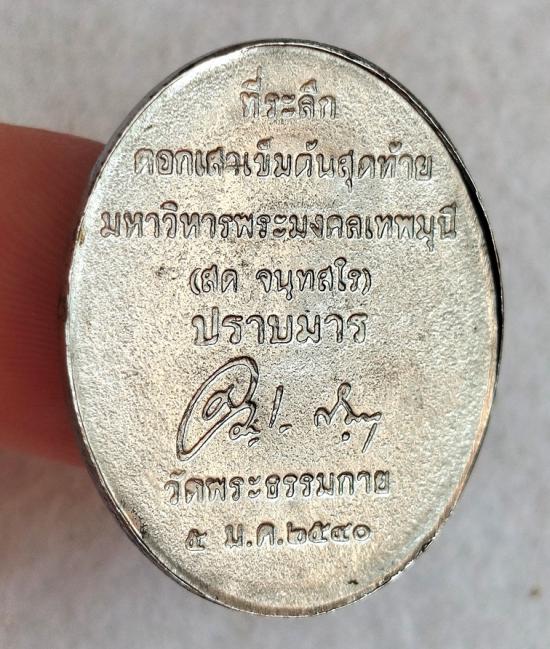 ที่ระลึก
ตอกเสาเข็มต้นสุดท้าย
มหาวิหารพระมงคลเทพมุนี
(สด จนฺทสโร)
ปราบมาร
วัดพระธรรมกาย
๕ ม.ค.๒๕๔๐